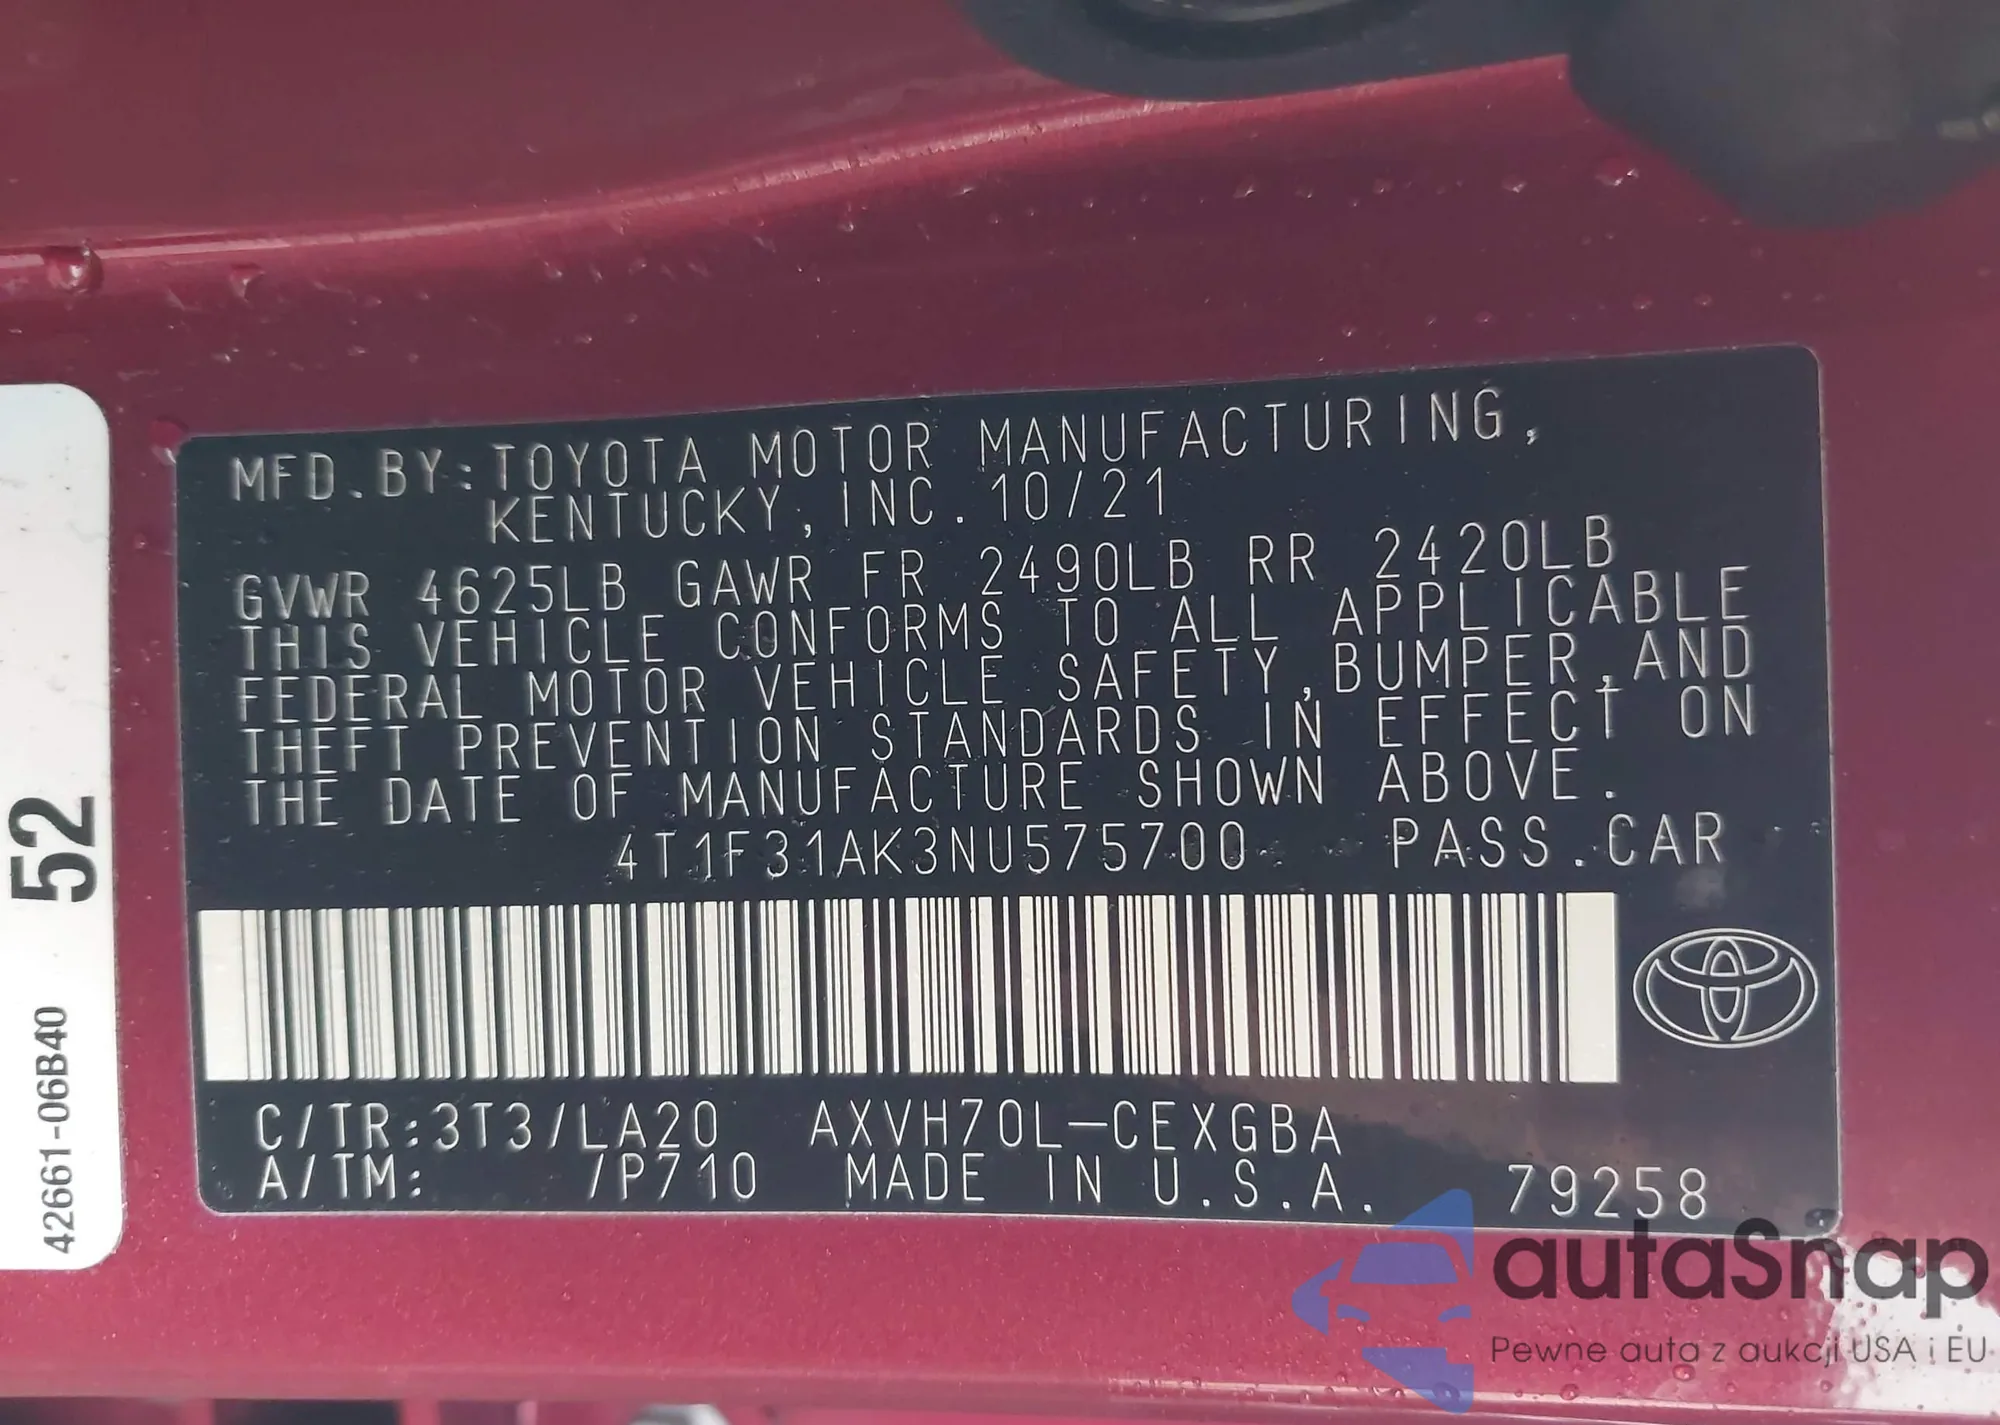 MFD.BY:TOYOTA MOTOR MANUFACTURING,
KENTUCKY, INC. 10/21
GVWR 4625LB GAWR FR 2490LB RR 2420LB
THIS VEHICLE CONFORMS TO ALL APPLICABLE
FEDERAL MOTOR VEHICLE SAFETY,BUMPER,AND
THEFT PREVENTION STANDARDS IN EFFECT ON
THE DATE OF MANUFACTURE SHOWN ABOVE.
4T1F31AK3NU575700 PASS.CAR
C/TR:3T3/LA20 AXVH70L-CEXGBA
A/TM: /P710 MADE IN U.S.A. 79258
52
42661-06B40
autaSnap
Pewne auta z aukcji USA i EU